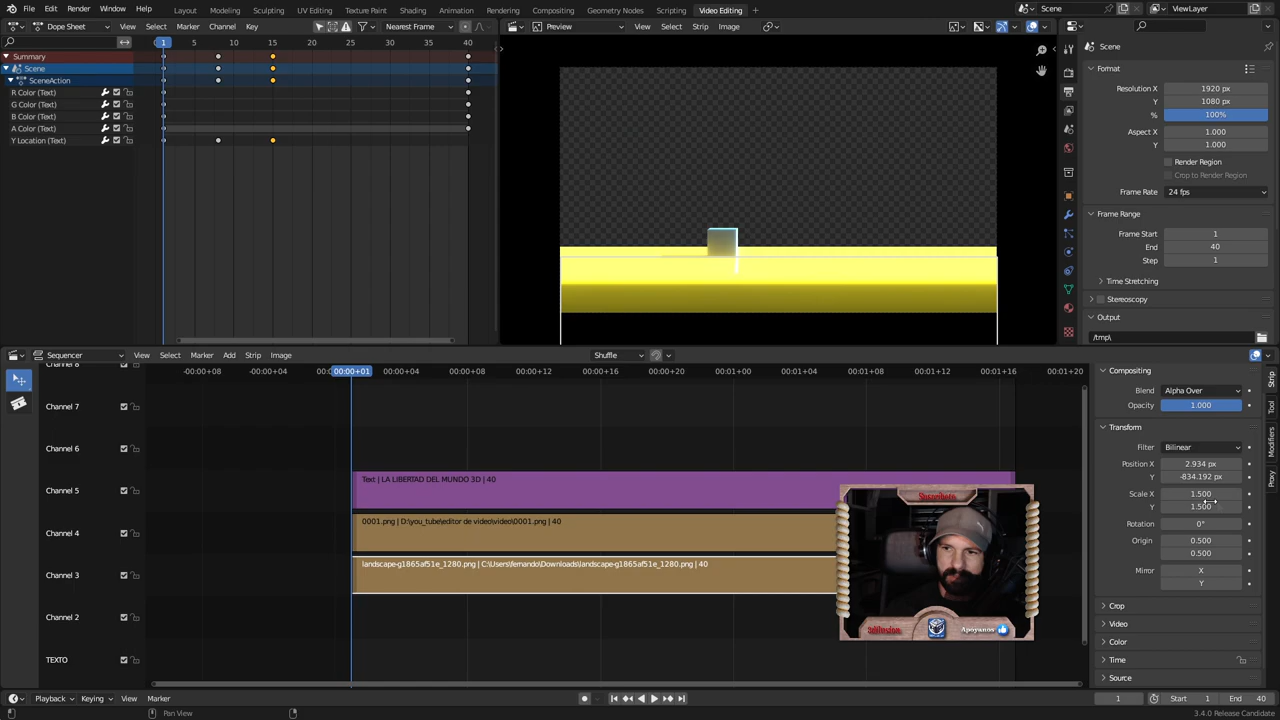 File Edit Render Window Help Layout Modeling Sculpting UV Editing Texture Paint Shading Animation Rendering Compositing Geometry Nodes Scripting Video Editing + Scene ViewLayer
Dope Sheet View Select Marker Channel Key Nearest Frame Preview View Select Strip Image
1 10 20 25 30 35 40
Summary
Scene
SceneAction
R Color (Text)
G Color (Text)
B Color (Text)
A Color (Text)
Y Location (Text)
Scene
Format
Resolution X 1920 px
Y 1080 px
% 100%
Aspect X 1.000
Y 1.000
Render Region
Crop to Render Region
Frame Rate 24 fps
Frame Range
Frame Start 1
End 40
Step 1
Time Stretching
Stereoscopy
Output
/tmp\
Sequencer View Select Marker Add Strip Image Shuffle
-00:00+08 -00:00+04 00:00+01 00:00+04 00:00+08 00:00+12 00:00+16 00:00+20 00:01+00 00:01+04 00:01+08 00:01+12 00:01+16 00:01+20
Channel 8
Channel 7
Channel 6
Channel 5 Text | LA LIBERTAD DEL MUNDO 3D | 40
Channel 4 0001.png | D:\you_tube\editor de video\video\0001.png | 40
Channel 3 landscape-g1865af51e_1280.png | C:\Users\fernando\Downloads\landscape-g1865af51e_1280.png | 40
Channel 2
TEXTO
Compositing
Blend Alpha Over
Opacity 1.000
Transform
Filter Bilinear
Position X 2.934 px
Y -834.192 px
Scale X 1.500
Y 1.500
Rotation 0°
Origin 0.500
0.500
Mirror X
Y
Crop
Video
Color
Time
Source
Strip
Tool
Modifiers
Proxy
Apoyanos
Playback Keying View Marker 1 Start 1 End 40
Pan View 3.4.0 Release Candidate